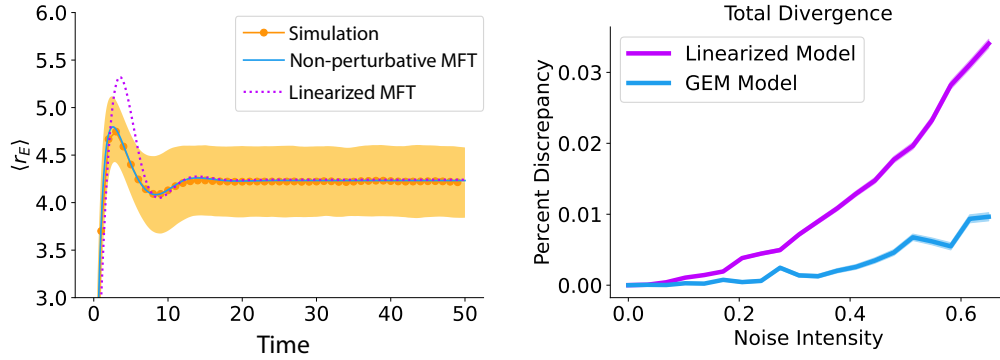 6.0
5.5
5.0
4.5
4.0
3.5
3.0
⟨r_E⟩
Simulation
Non-perturbative MFT
Linearized MFT
0 10 20 30 40 50
Time
Total Divergence
Linearized Model
GEM Model
0.03
0.02
0.01
0.00
Percent Discrepancy
0.0 0.2 0.4 0.6
Noise Intensity